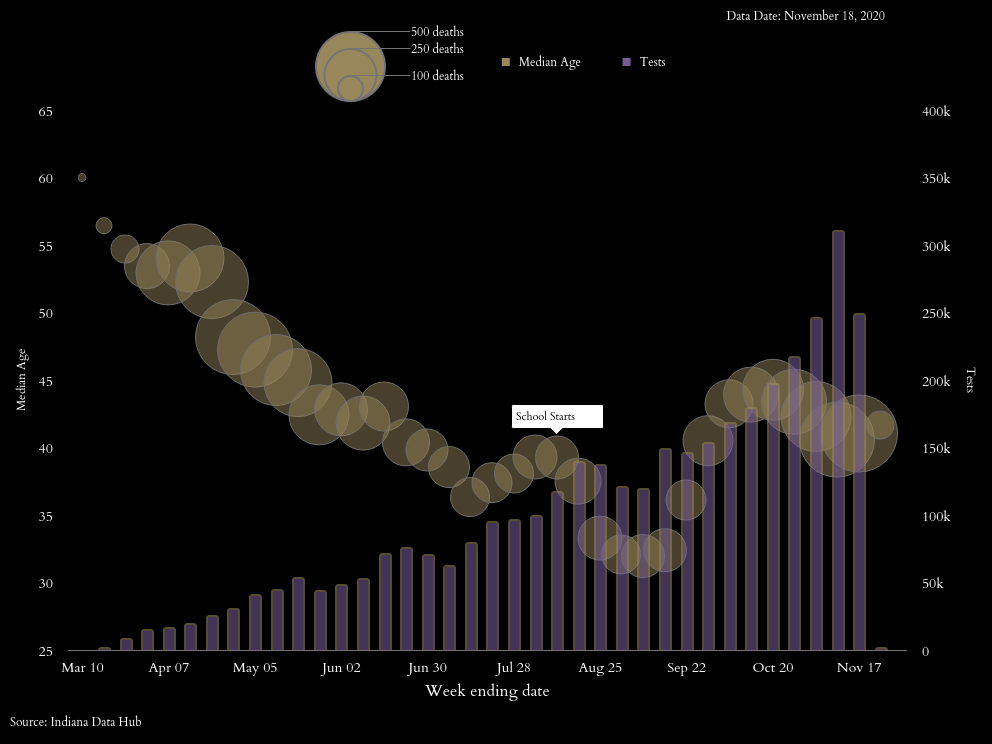 Data Date: November 18, 2020
500 deaths
250 deaths
100 deaths
Median Age
Tests
65
60
55
50
45
40
35
30
25
Median Age
400k
350k
300k
250k
200k
150k
100k
50k
0
Tests
School Starts
Mar 10 Apr 07 May 05 Jun 02 Jun 30 Jul 28 Aug 25 Sep 22 Oct 20 Nov 17
Week ending date
Source: Indiana Data Hub